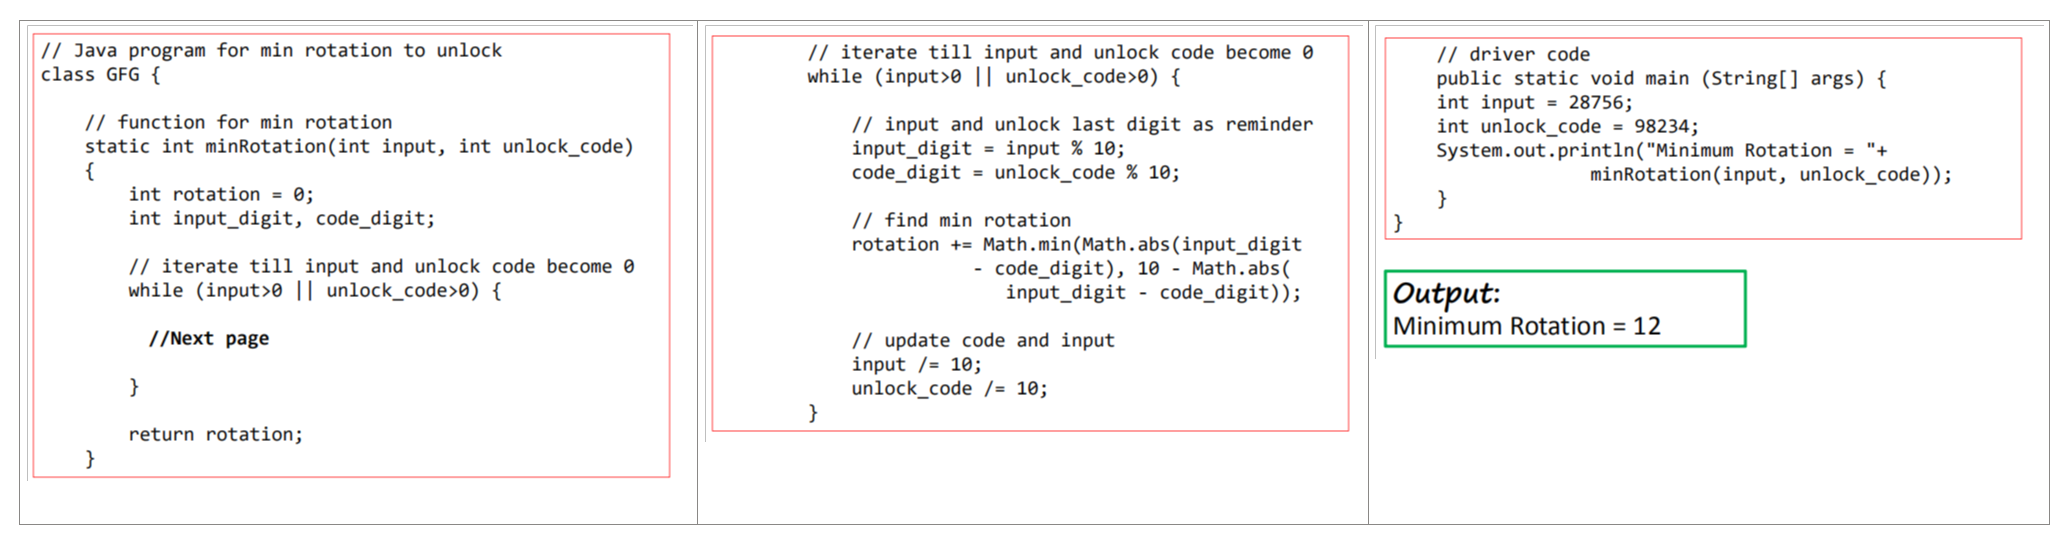 // Java program for min rotation to unlock
class GFG {
// function for min rotation
static int minRotation(int input, int unlock_code)
{
int rotation = 0;
int input_digit, code_digit;
// iterate till input and unlock code become 0
while (input>0 || unlock_code>0) {
//Next page
}
return rotation;
}
// iterate till input and unlock code become 0
while (input>0 || unlock_code>0) {
// input and unlock last digit as reminder
input_digit = input % 10;
code_digit = unlock_code % 10;
// find min rotation
rotation += Math.min(Math.abs(input_digit
- code_digit), 10 - Math.abs(
input_digit - code_digit));
// update code and input
input /= 10;
unlock_code /= 10;
}
// driver code
public static void main (String[] args) {
int input = 28756;
int unlock_code = 98234;
System.out.println("Minimum Rotation = "+
minRotation(input, unlock_code));
}
}
Output:
Minimum Rotation = 12